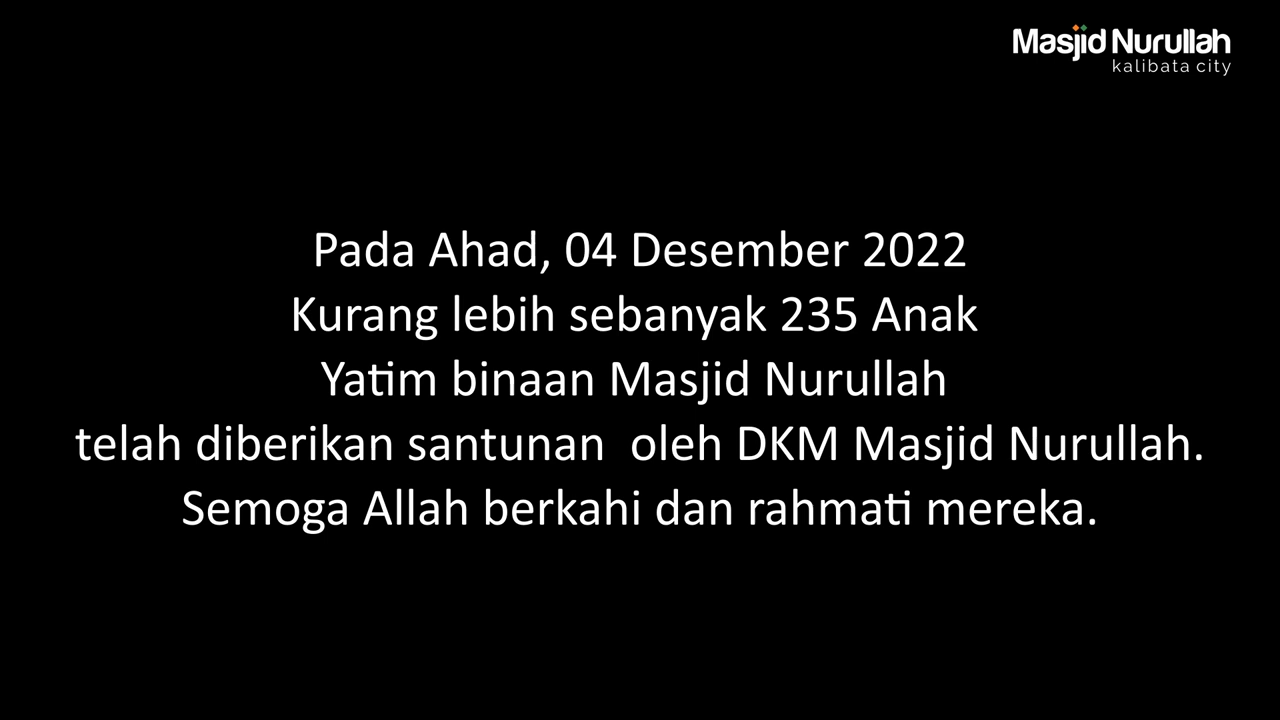 Masjid Nurullah
kalibata city
Pada Ahad, 04 Desember 2022
Kurang lebih sebanyak 235 Anak
Yatim binaan Masjid Nurullah
telah diberikan santunan  oleh DKM Masjid Nurullah.
Semoga Allah berkahi dan rahmati mereka.